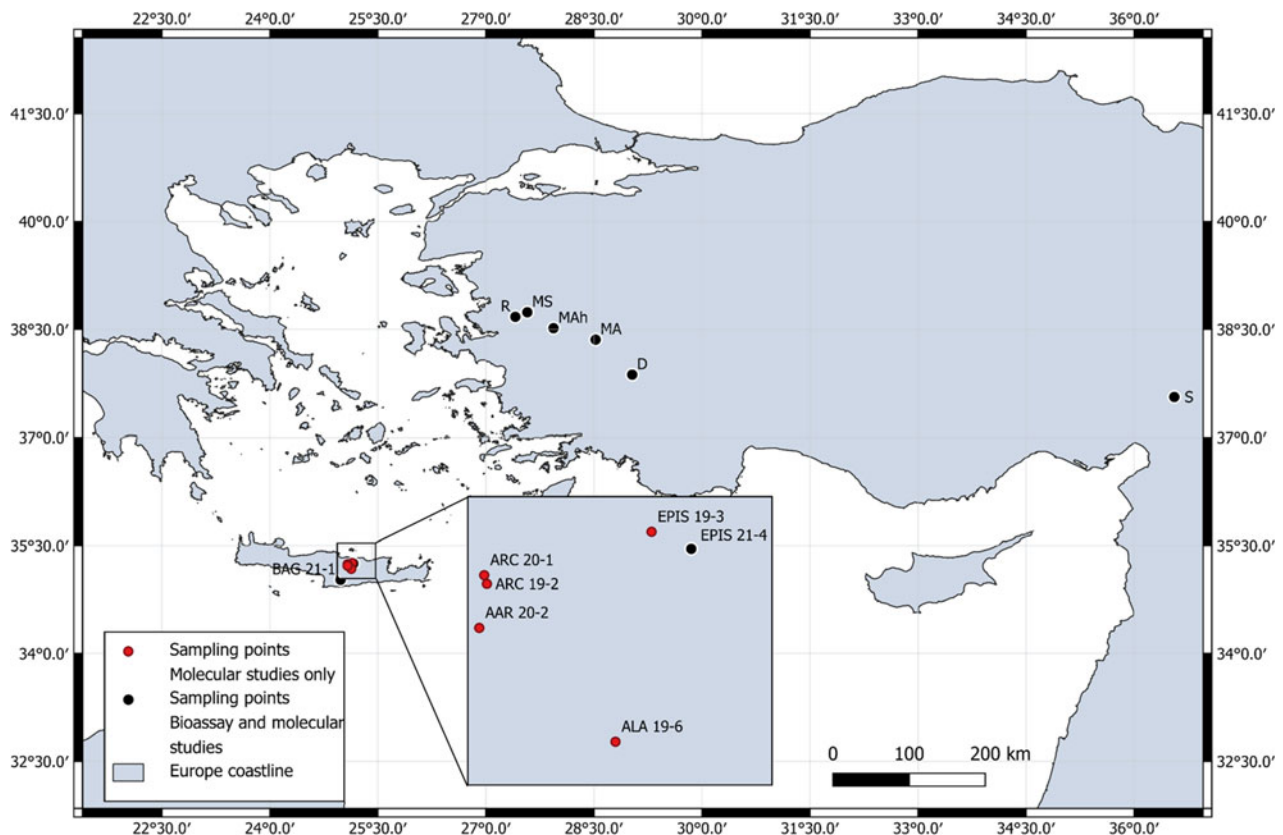 22°30.0′ 24°0.0′ 25°30.0′ 27°0.0′ 28°30.0′ 30°0.0′ 31°30.0′ 33°0.0′ 34°30.0′ 36°0.0′
41°30.0′ 41°30.0′
40°0.0′ 40°0.0′
R MS
MAh
MA
38°30.0′ 38°30.0′
D
S
37°0.0′ 37°0.0′
EPIS 19-3
EPIS 21-4
35°30.0′ 35°30.0′
ARC 20-1
BAG 21-1
ARC 19-2
AAR 20-2
34°0.0′ 34°0.0′
Sampling points
Molecular studies only
Sampling points
Bioassay and molecular
studies
Europe coastline
ALA 19-6
0 100 200 km
32°30.0′ 32°30.0′
22°30.0′ 24°0.0′ 25°30.0′ 27°0.0′ 28°30.0′ 30°0.0′ 31°30.0′ 33°0.0′ 34°30.0′ 36°0.0′